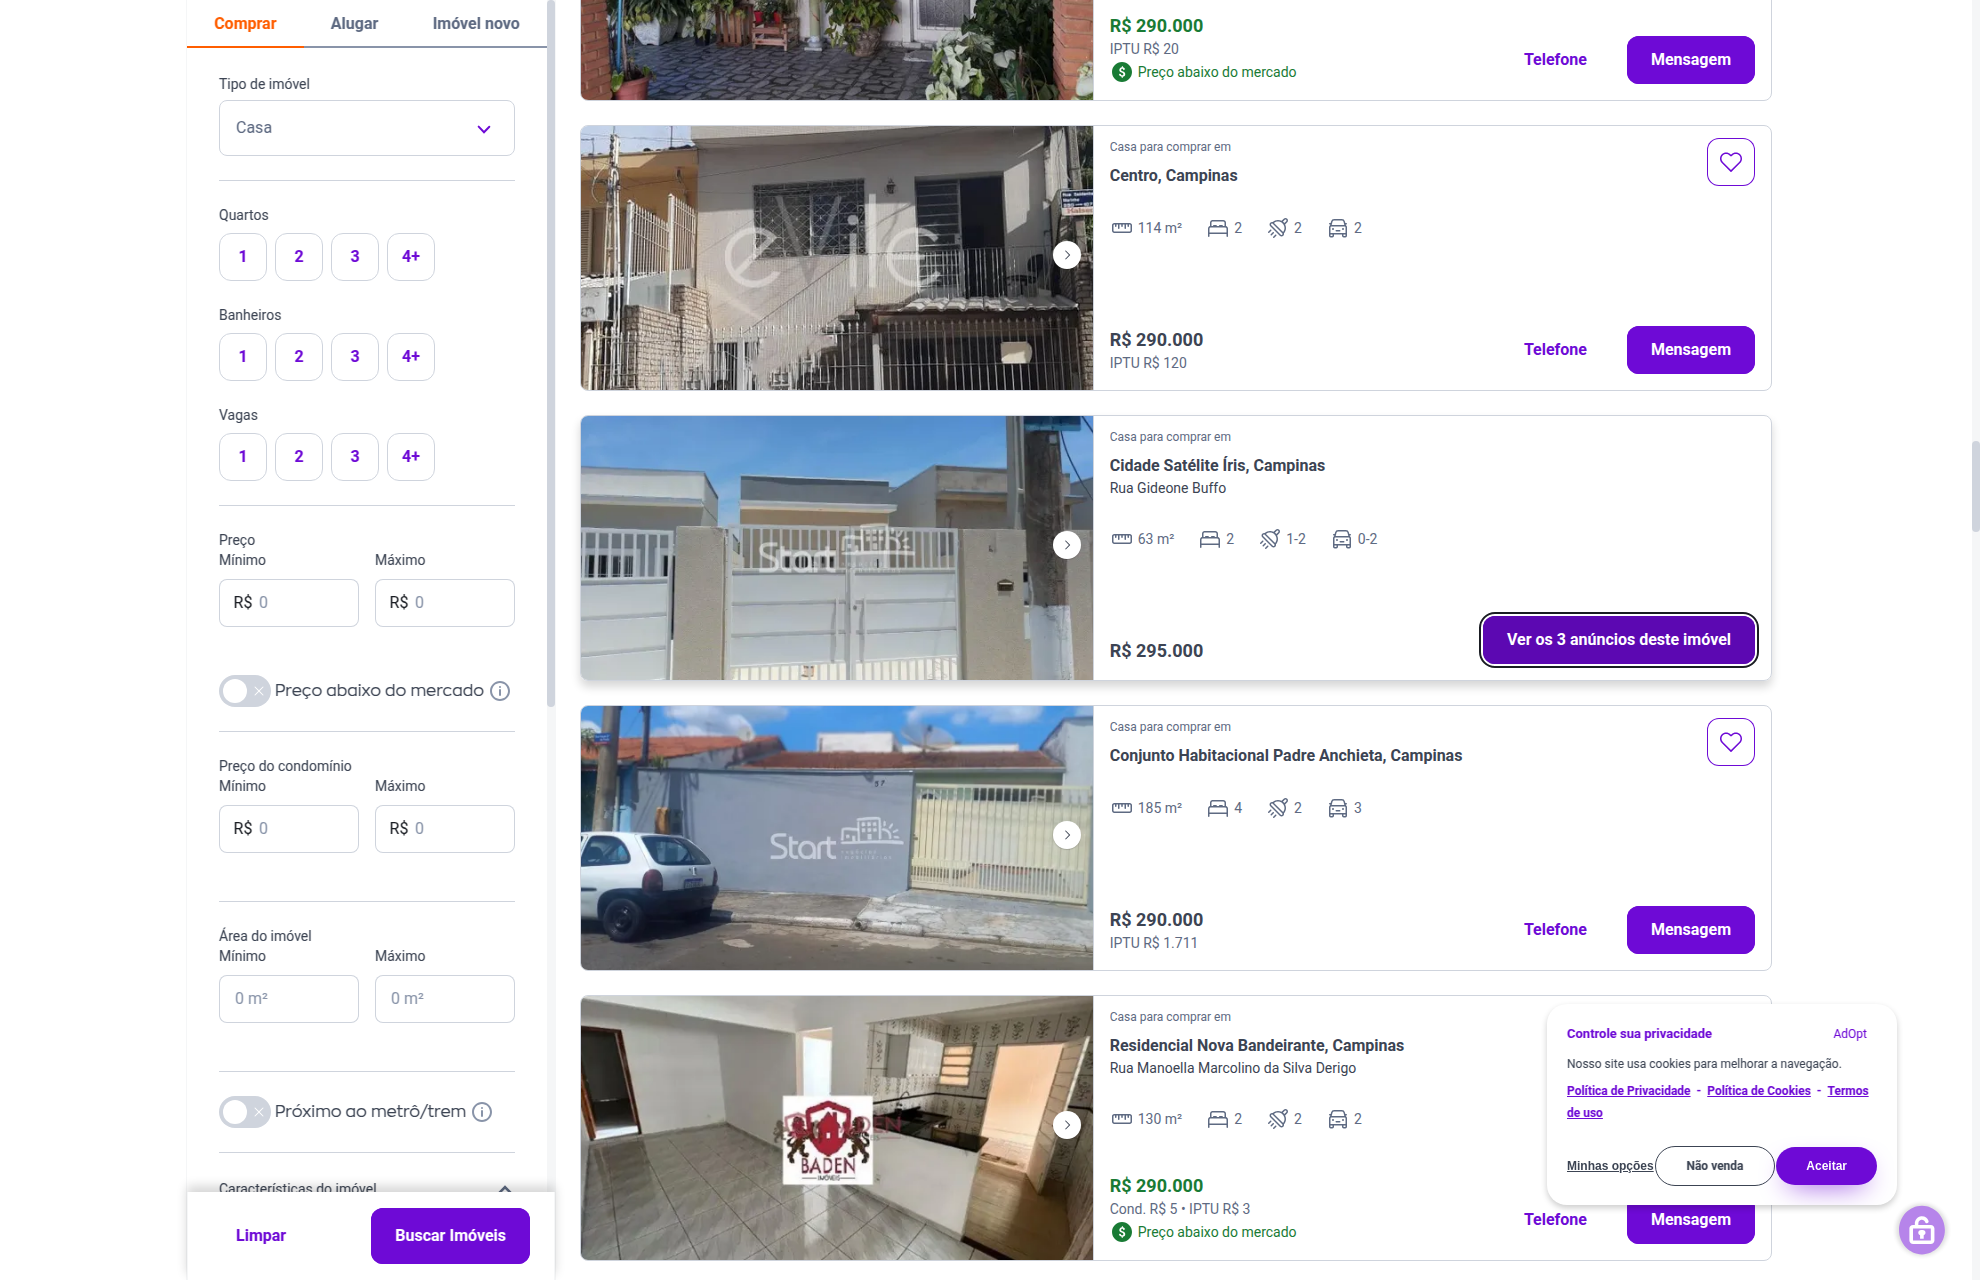 Comprar
Alugar
Imóvel novo
Tipo de imóvel
Casa
Quartos
1
2
3
4+
Banheiros
1
2
3
4+
Vagas
1
2
3
4+
Preço
Mínimo
Máximo
R$ 0
R$ 0
Preço abaixo do mercado
Preço do condomínio
Mínimo
Máximo
R$ 0
R$ 0
Área do imóvel
Mínimo
Máximo
0 m²
0 m²
Próximo ao metrô/trem
Características do imóvel
Limpar
Buscar Imóveis
R$ 290.000
IPTU R$ 20
$ Preço abaixo do mercado
Telefone
Mensagem
eVile
Casa para comprar em
Centro, Campinas
114 m²
2
2
2
R$ 290.000
IPTU R$ 120
Telefone
Mensagem
Start
Casa para comprar em
Cidade Satélite Íris, Campinas
Rua Gideone Buffo
63 m²
2
1-2
0-2
R$ 295.000
Ver os 3 anúncios deste imóvel
Start
Casa para comprar em
Conjunto Habitacional Padre Anchieta, Campinas
185 m²
4
2
3
R$ 290.000
IPTU R$ 1.711
Telefone
Mensagem
BADEN
IMÓVEIS
Casa para comprar em
Residencial Nova Bandeirante, Campinas
Rua Manoella Marcolino da Silva Derigo
130 m²
2
2
2
R$ 290.000
Cond. R$ 5 • IPTU R$ 3
$ Preço abaixo do mercado
Telefone
Mensagem
Controle sua privacidade
AdOpt
Nosso site usa cookies para melhorar a navegação.
Política de Privacidade - Política de Cookies - Termos
de uso
Minhas opções
Não venda
Aceitar